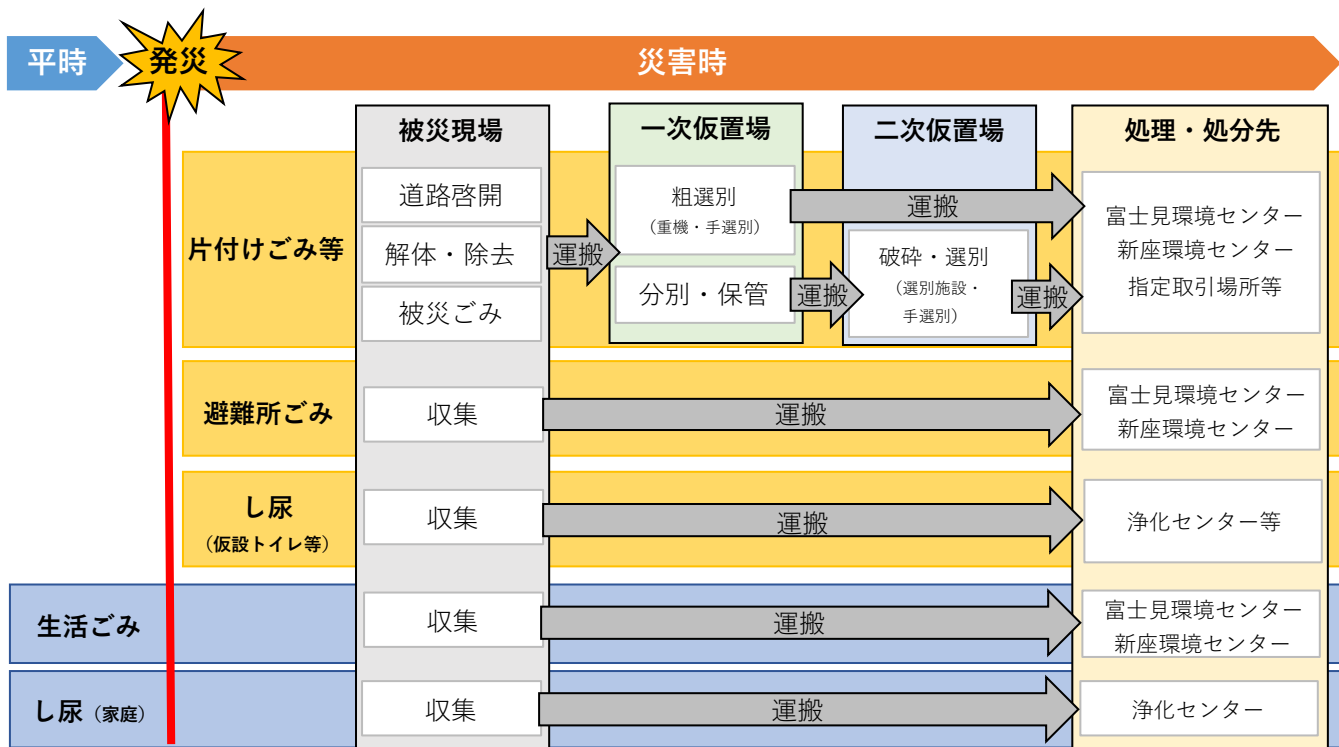 平時
発災
災害時
被災現場
一次仮置場
二次仮置場
処理・処分先
片付けごみ等
道路啓開
解体・除去
被災ごみ
運搬
粗選別
(重機・手選別)
分別・保管
運搬
運搬
破砕・選別
(選別施設・
手選別)
運搬
富士見環境センター
新座環境センター
指定取引場所等
避難所ごみ
収集
運搬
富士見環境センター
新座環境センター
し尿
(仮設トイレ等)
収集
運搬
浄化センター等
生活ごみ
収集
運搬
富士見環境センター
新座環境センター
し尿(家庭)
収集
運搬
浄化センター